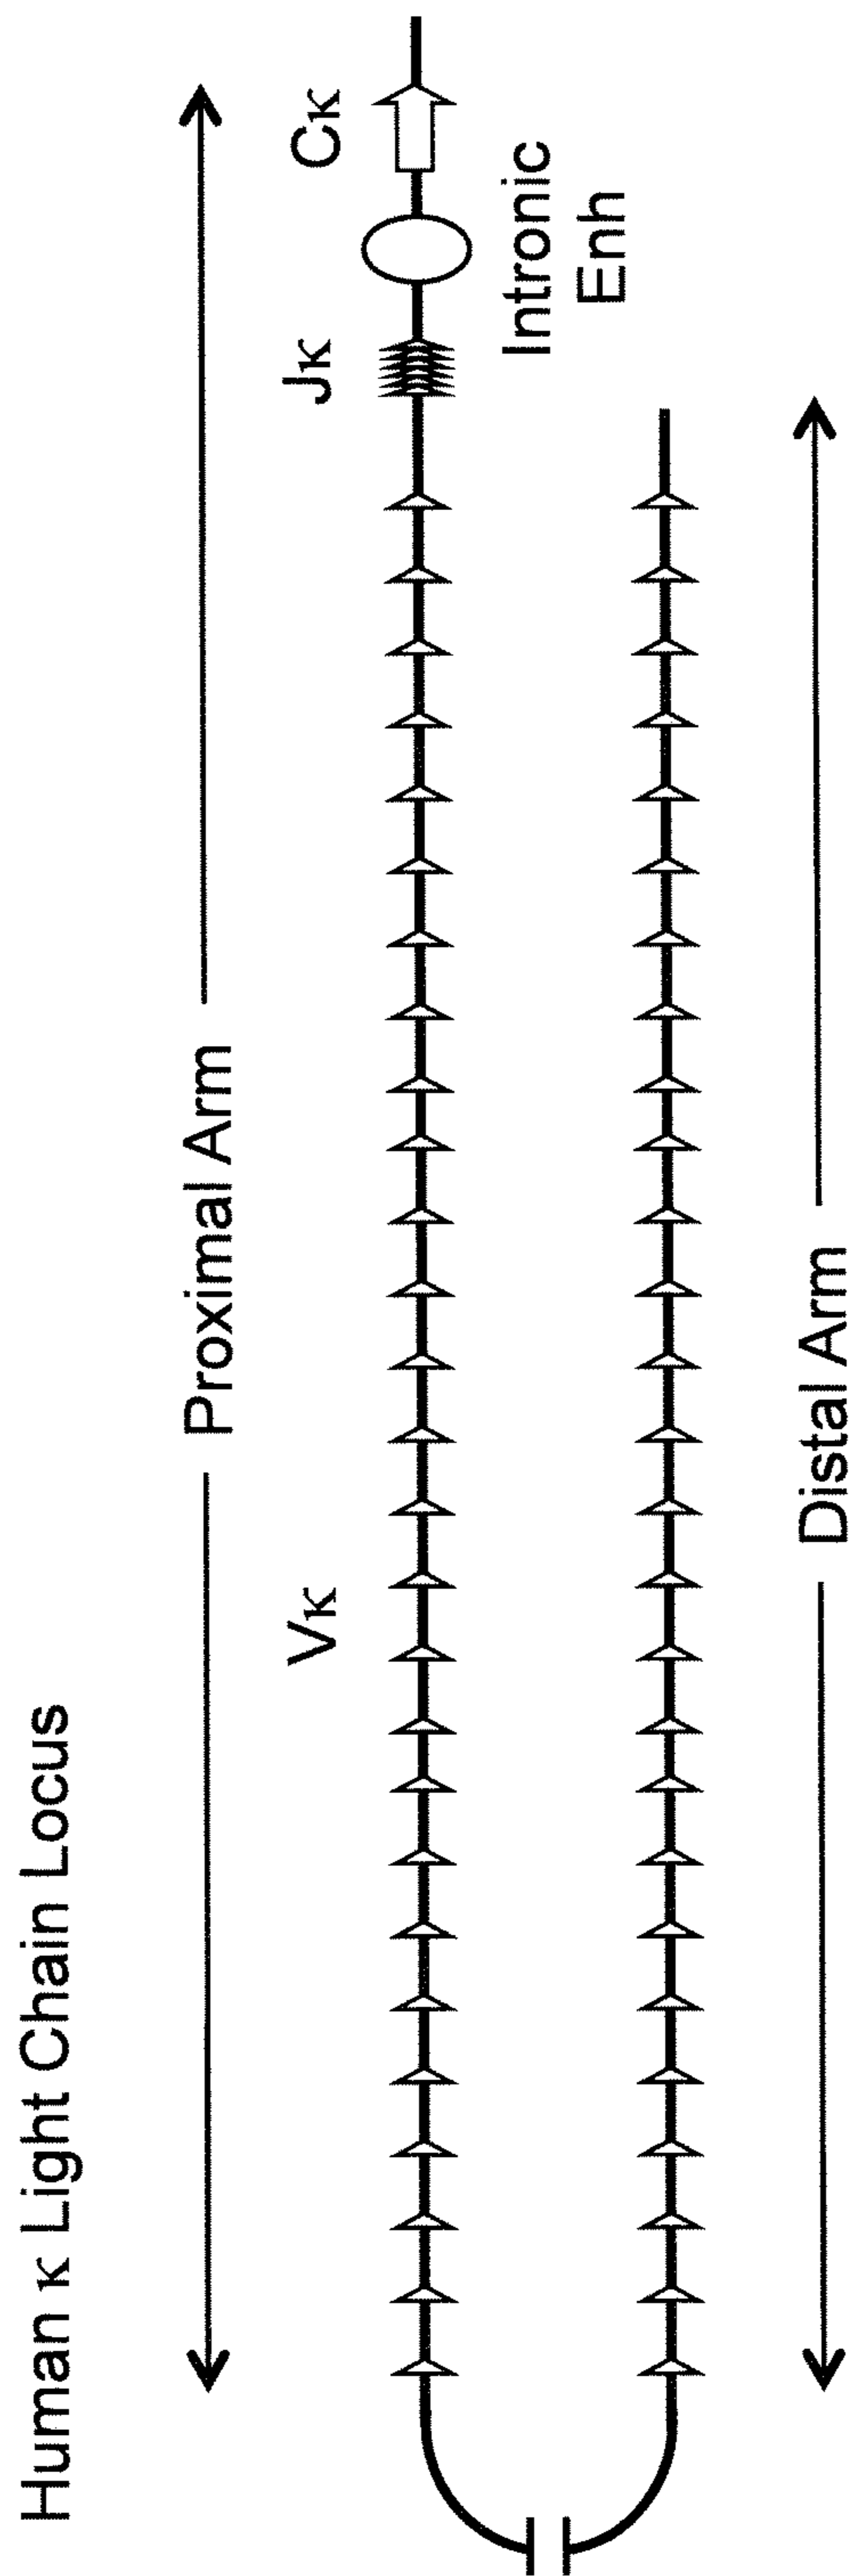 Human κ Light Chain Locus
Proximal Arm
Vκ
Jκ
Cκ
Intronic
Enh
Distal Arm